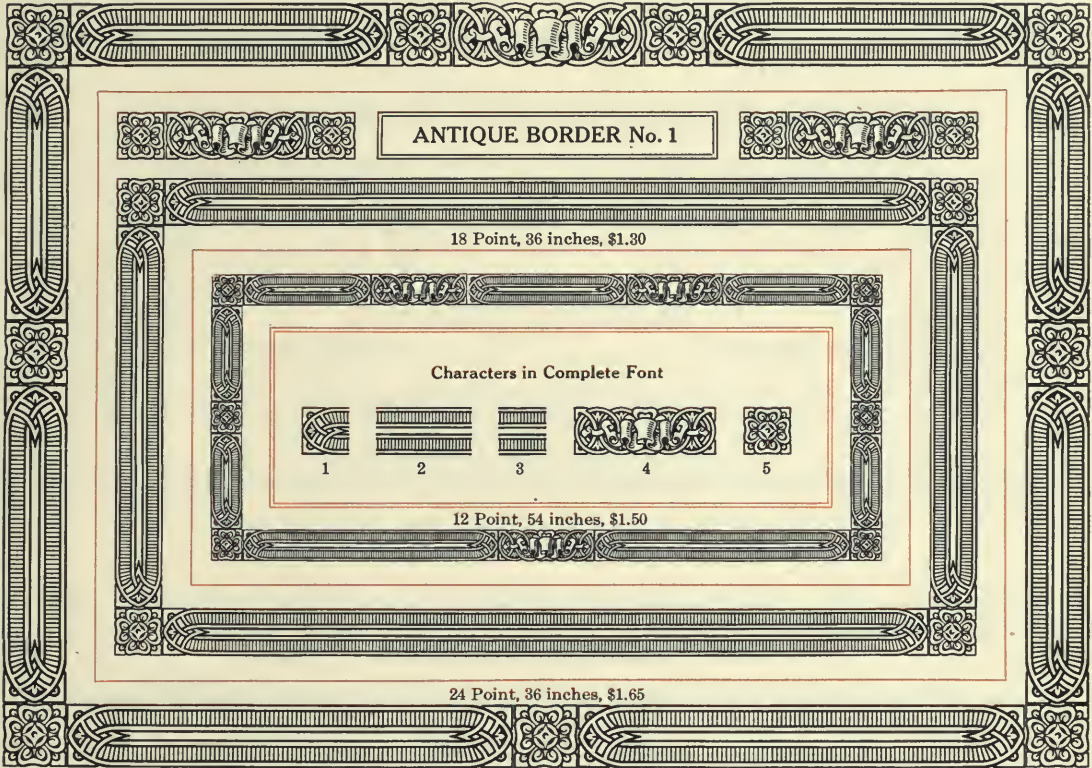 ANTIQUE BORDER No. 1
18 Point, 36 inches, $1.30
Characters in Complete Font
1 2 3 4 5
12 Point, 54 inches, $1.50
24 Point, 36 inches, $1.65